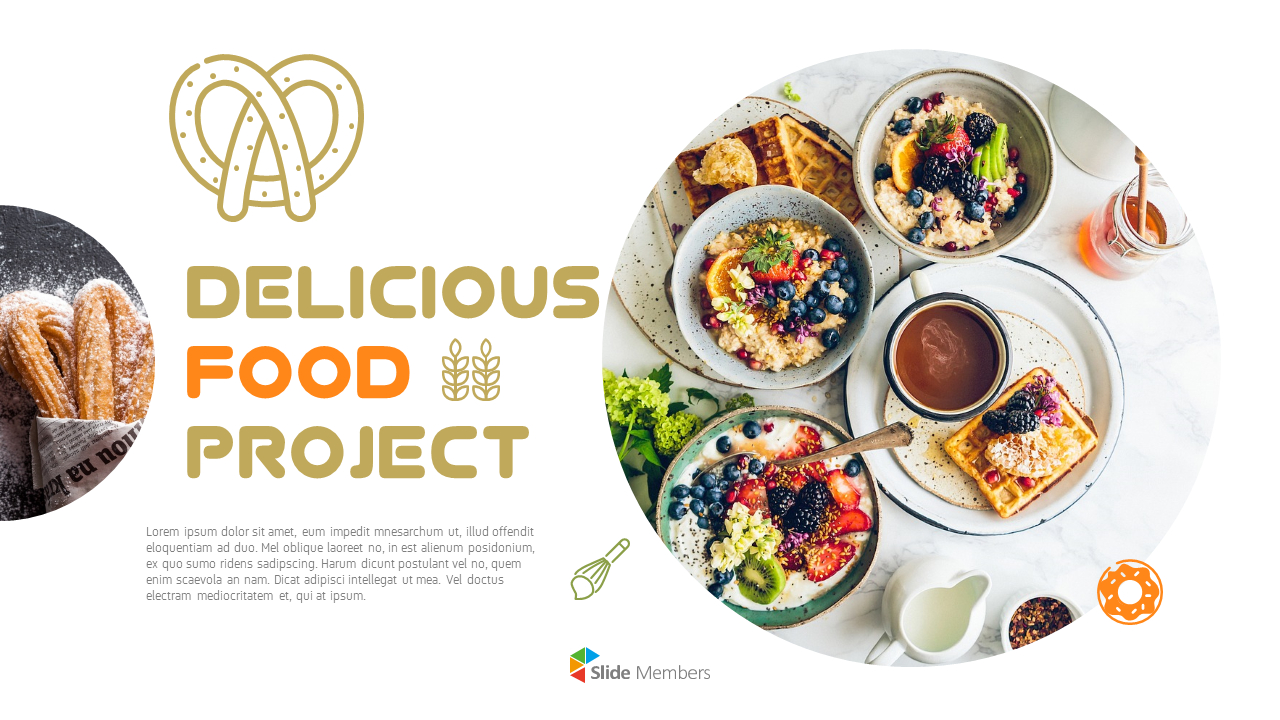 DELICIOUS
FOOD
PROJECT
Lorem ipsum dolor sit amet, eum impedit mnesarchum ut, illud offendit
eloquentiam ad duo. Mel oblique laoreet no, in est alienum posidonium,
ex quo sumo ridens sadipscing. Harum dicunt postulant vel no, quem
enim scaevola an nam. Dicat adipisci intellegat ut mea. Vel doctus
electram mediocritatem et, qui at ipsum.
Slide Members